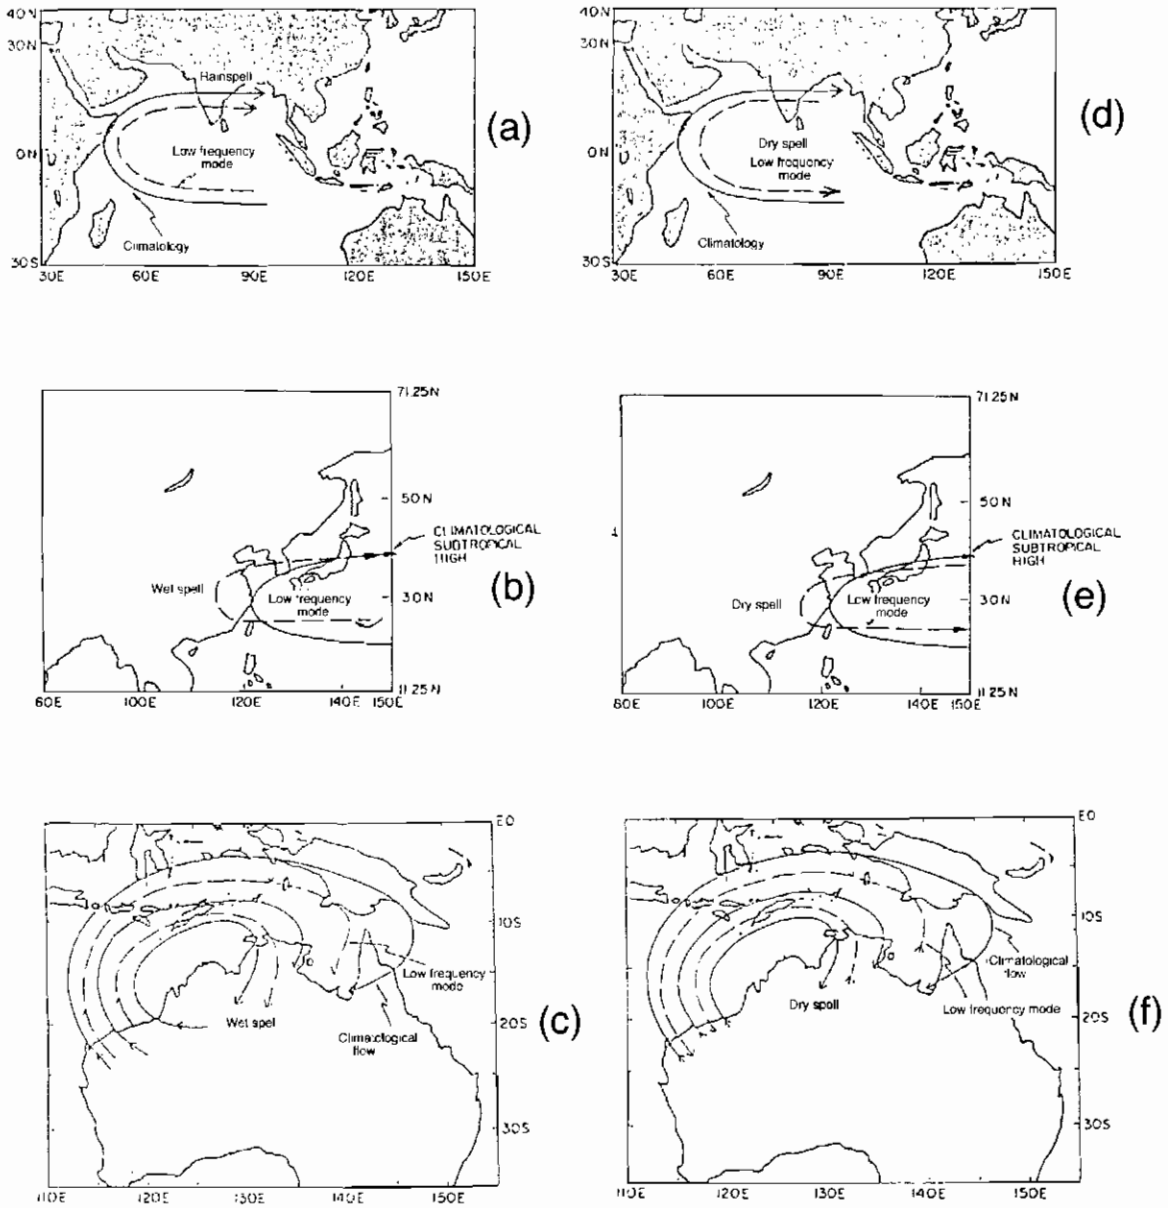 40N
30N
Rainspell
Low frequency
mode
0N
Climatology
30S
30E 60E 90E 120E 150E
(a)
40N
30N
Dry spell
Low frequency
mode
0N
Climatology
30S
30E 60E 90E 120E 150E
(d)
71.25N
50N
CLIMATOLOGICAL
SUBTROPICAL
HIGH
Wet spell
Low frequency
mode
30N
11.25N
60E 100E 120E 140E 150E
(b)
71.25N
50N
CLIMATOLOGICAL
SUBTROPICAL
HIGH
Dry spell
Low frequency
mode
30N
11.25N
80E 100E 120E 140E 150E
(e)
EQ
10S
Low frequency
mode
Wet spel
Climatological
flow
20S
30S
110E 120E 130E 140E 150E
(c)
EQ
10S
Climatological
flow
Dry spoll
Low frequency mode
20S
30S
110E 120E 130E 140E 150E
(f)